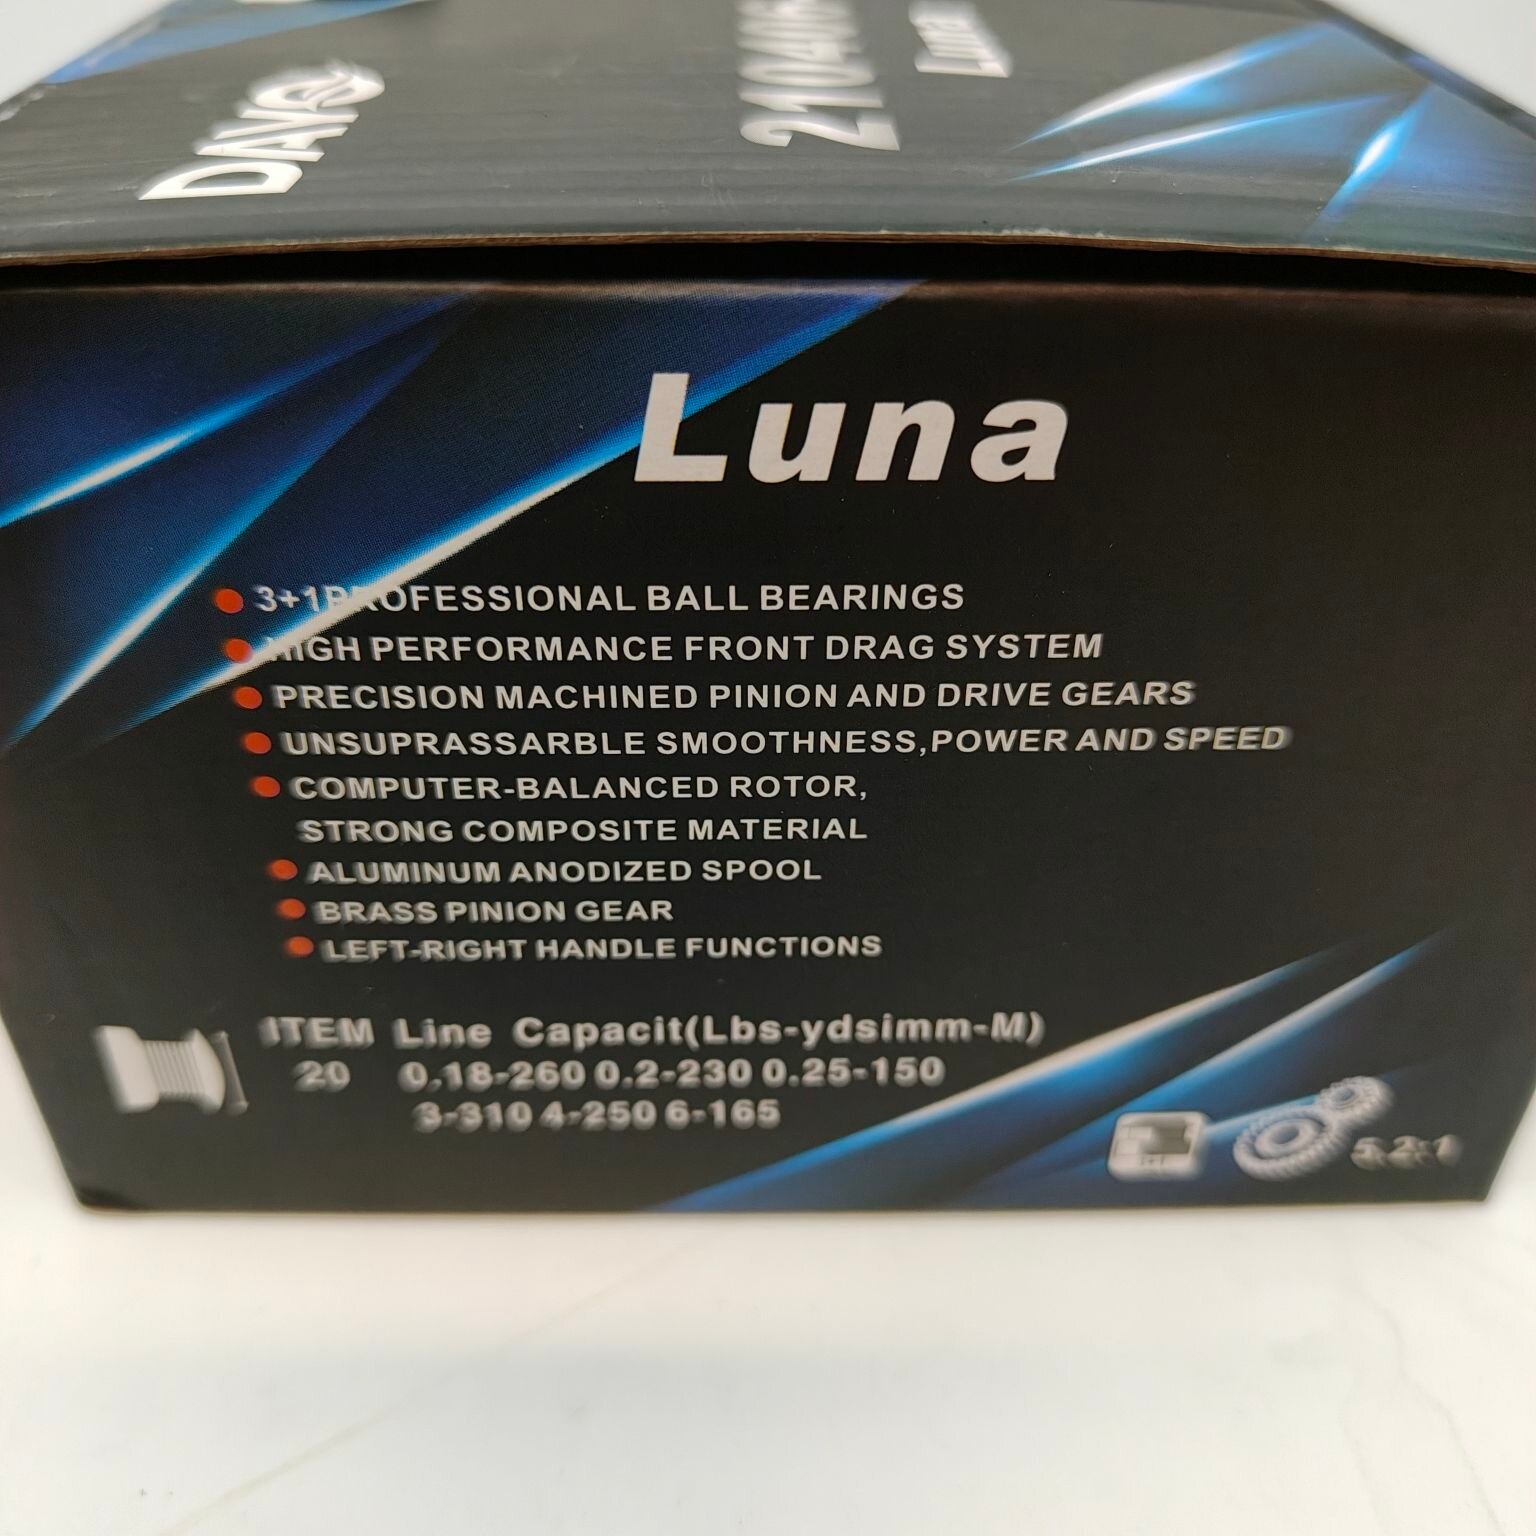 Luna
Luna
3+1PROFESSIONAL BALL BEARINGS
HIGH PERFORMANCE FRONT DRAG SYSTEM
PRECISION MACHINED PINION AND DRIVE GEARS
UNSUPRASSARBLE SMOOTHNESS,POWER AND SPEED
COMPUTER-BALANCED ROTOR,
STRONG COMPOSITE MATERIAL
ALUMINUM ANODIZED SPOOL
BRASS PINION GEAR
LEFT-RIGHT HANDLE FUNCTIONS
ITEM Line Capacit(Lbs-ydsimm-M)
20 0.18-260 0.2-230 0.25-150
3-310 4-250 6-165
5.2:1